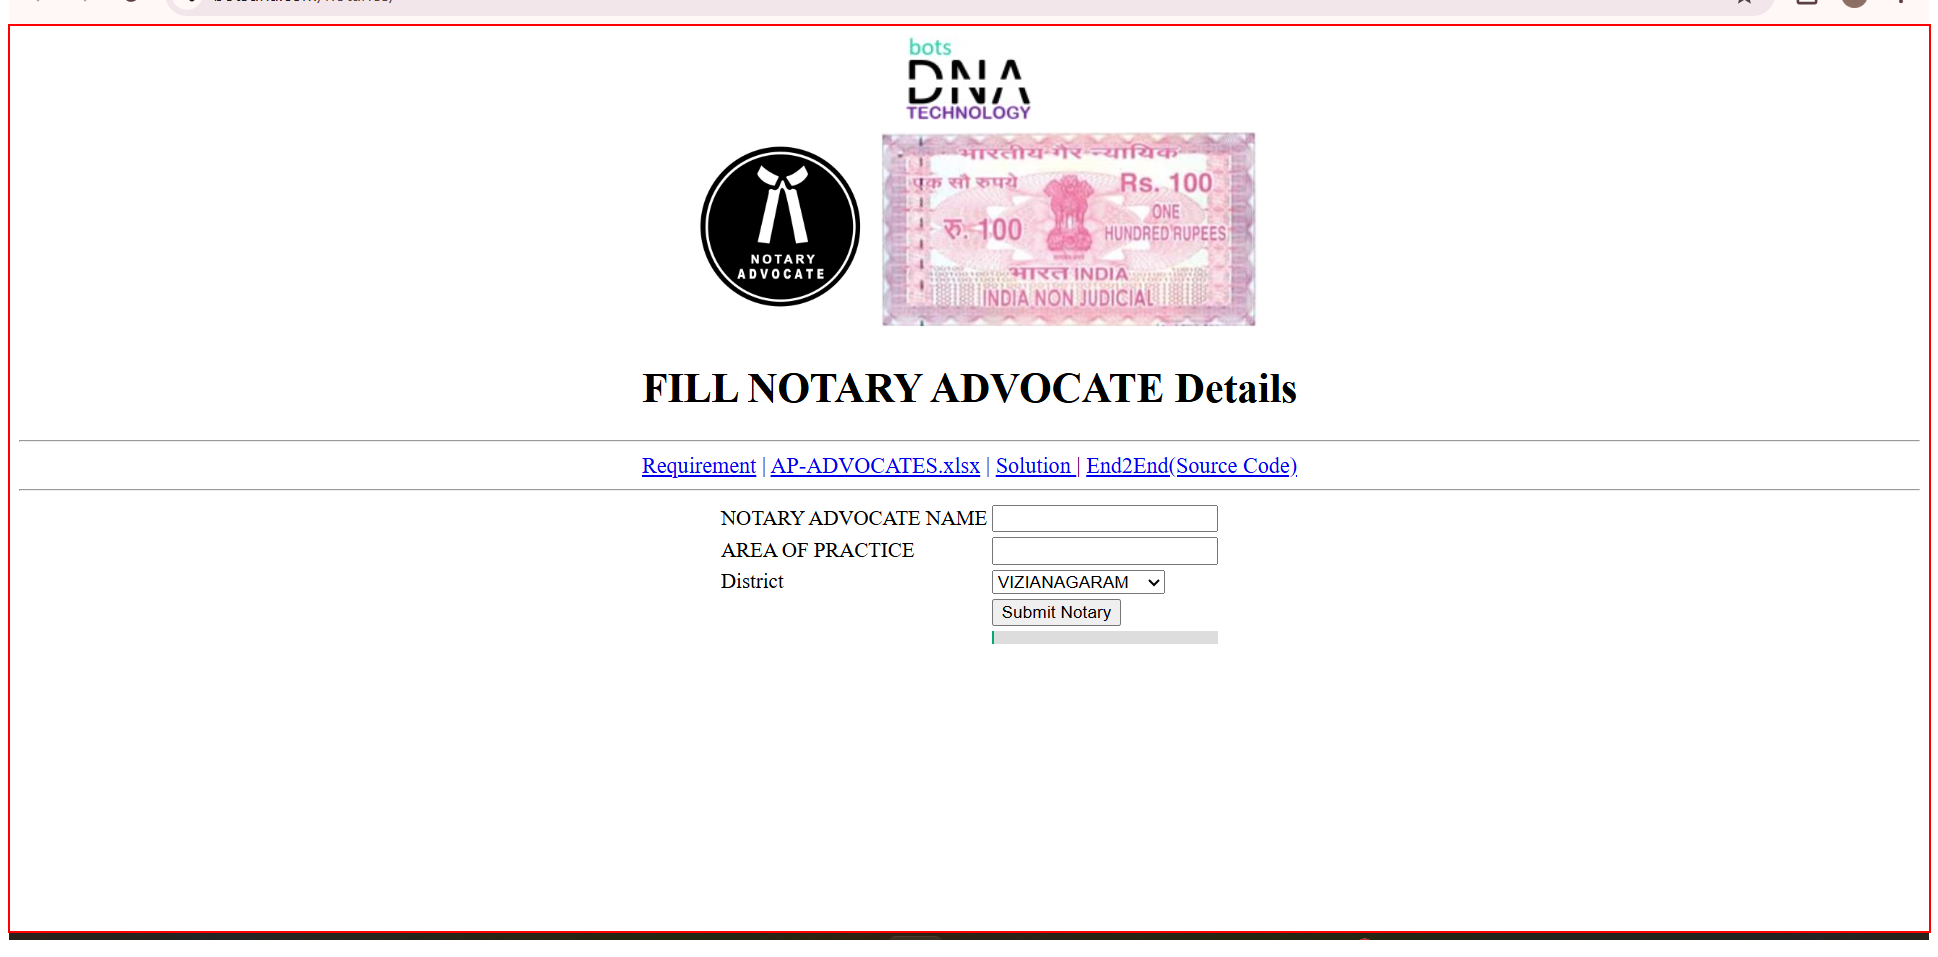 bots
DNA
TECHNOLOGY
NOTARY
ADVOCATE
भारतीय गैर न्यायिक
एक सौ रुपये
Rs. 100
रु. 100
ONE
HUNDRED RUPEES
भारत INDIA
INDIA NON JUDICIAL
FILL NOTARY ADVOCATE Details
Requirement | AP-ADVOCATES.xlsx | Solution | End2End(Source Code)
NOTARY ADVOCATE NAME
AREA OF PRACTICE
District VIZIANAGARAM
Submit Notary